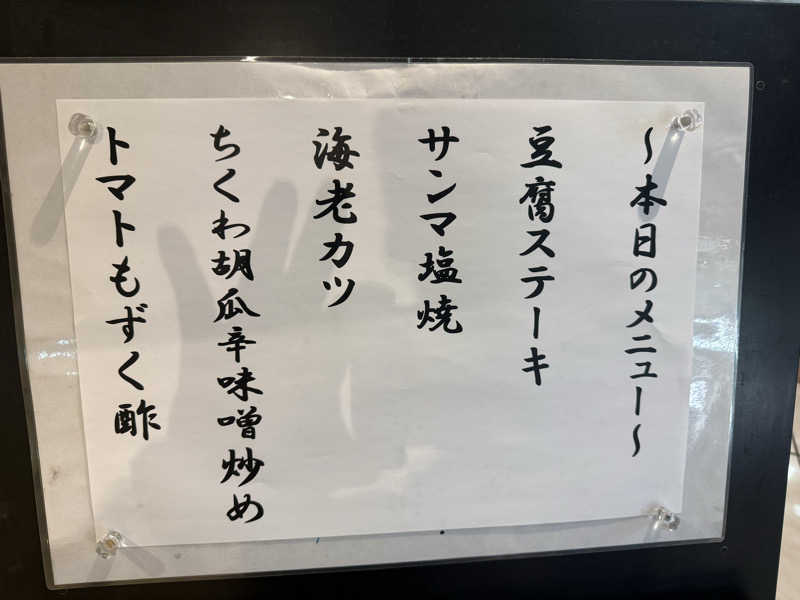 ～本日のメニュー～
豆腐ステーキ
サンマ塩焼
海老カツ
ちくわ胡瓜辛味噌炒め
トマトもずく酢